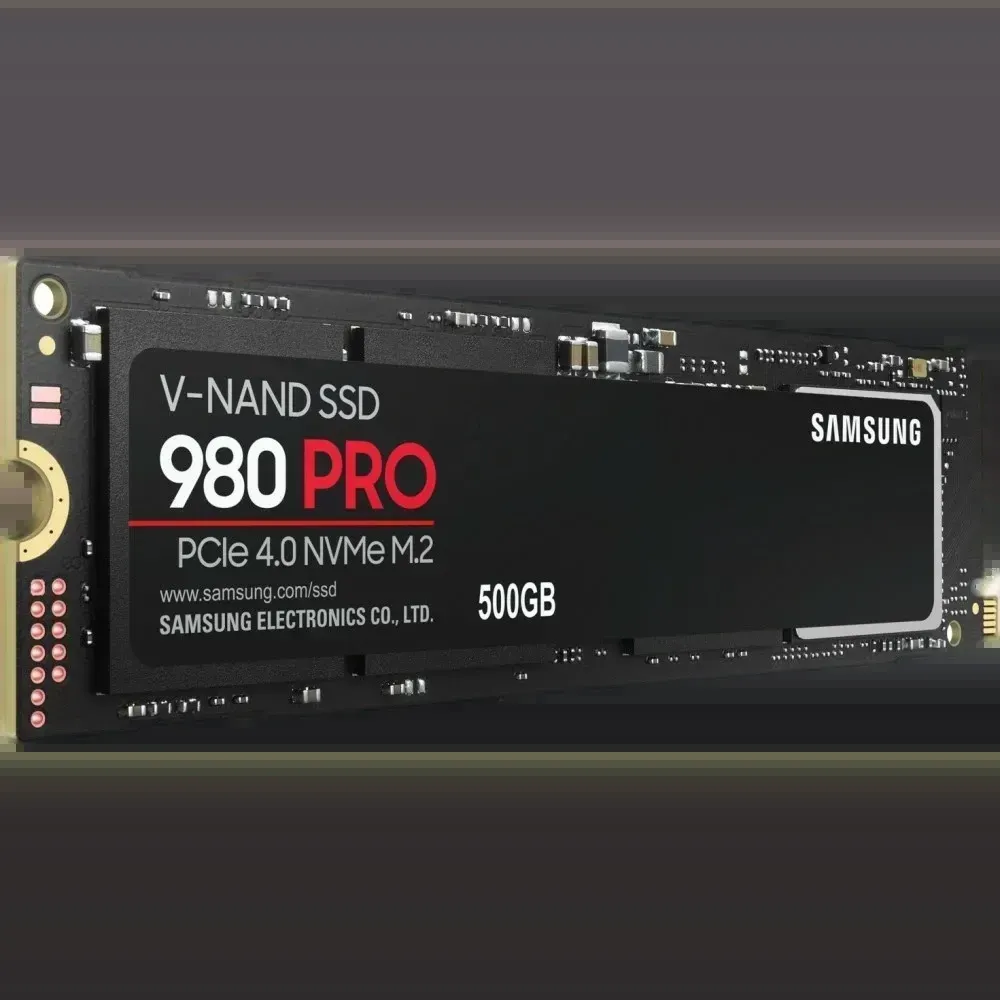 V-NAND SSD
980 PRO
PCIe 4.0 NVMe M.2
www.samsung.com/ssd
SAMSUNG ELECTRONICS CO., LTD.
500GB
SAMSUNG